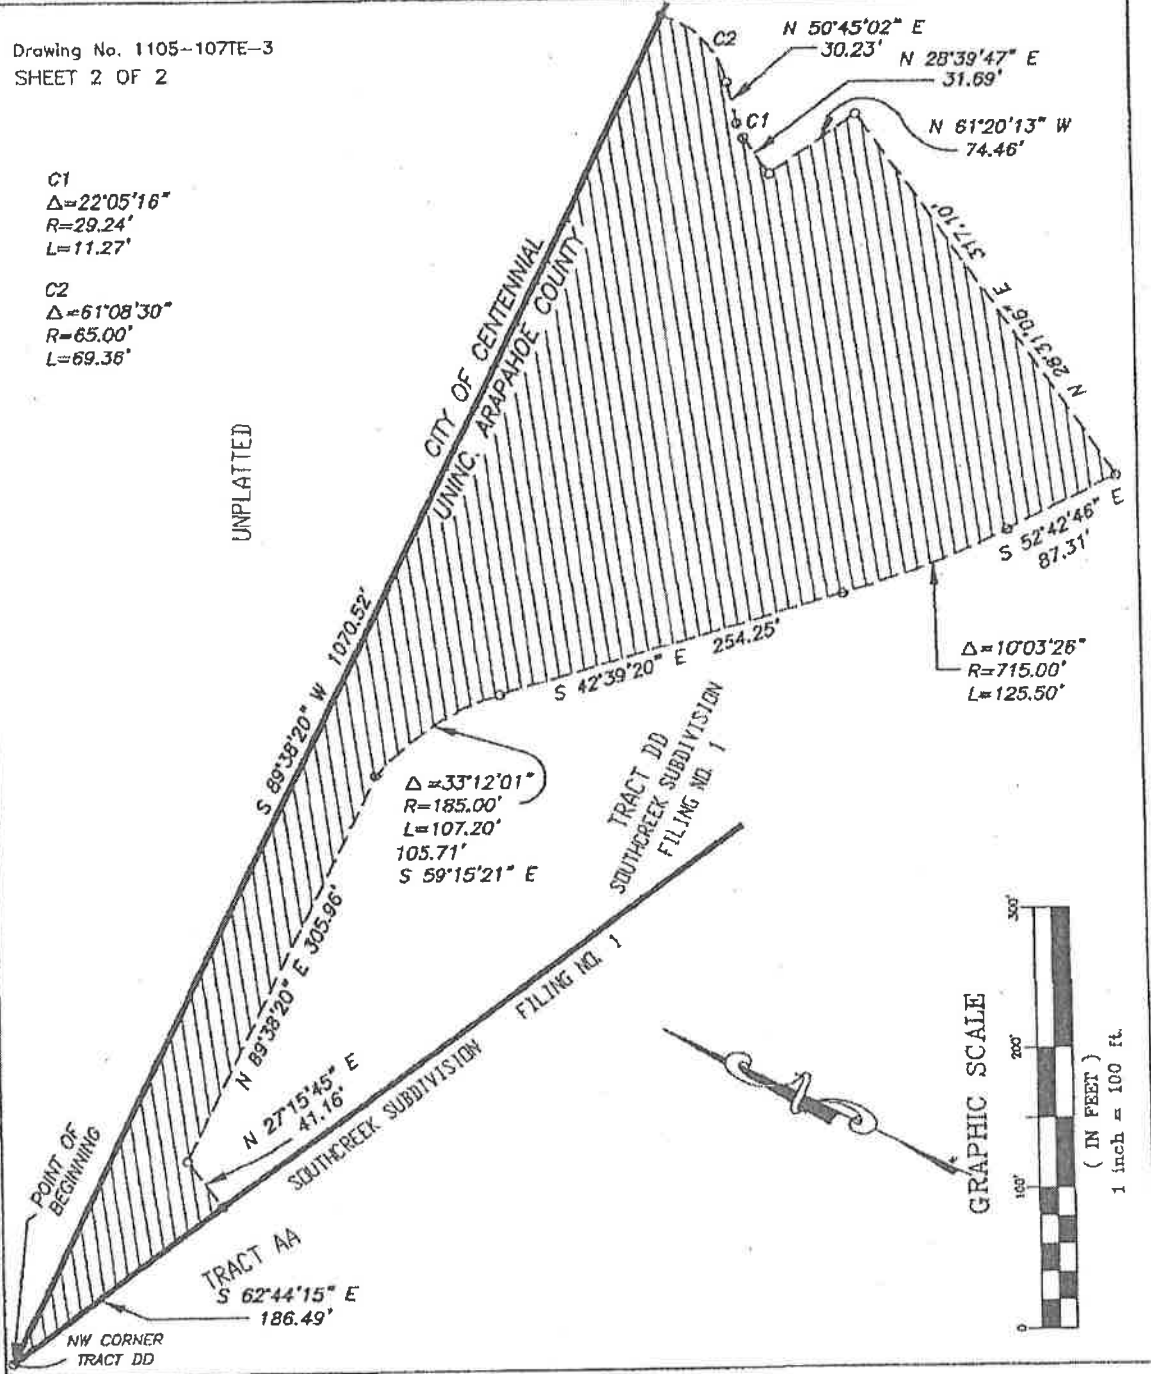 Drawing No. 1105-107TE-3
SHEET 2 OF 2
C2
N 50°45'02" E
30.23'
N 28°39'47" E
31.69'
C1
N 61°20'13" W
74.46'
C1
Δ=22°05'16"
R=29.24'
L=11.27'
C2
Δ=61°08'30"
R=65.00'
L=69.36'
UNPLATTED
CITY OF CENTENNIAL
UNINC. ARAPAHOE COUNTY
N 28°31'06" E
317.10'
S 52°42'46" E
87.31'
Δ=10°03'26"
R=715.00'
L=125.50'
S 42°39'20" E 254.25'
S 89°38'20" W 1070.52'
Δ=33°12'01"
R=185.00'
L=107.20'
105.71'
S 59°15'21" E
TRACT DD
SOUTHCREEK SUBDIVISION
FILING NO. 1
N 89°38'20" E 305.96'
N 27°15'45" E
41.16'
SOUTHCREEK SUBDIVISION FILING NO. 1
POINT OF
BEGINNING
TRACT AA
S 62°44'15" E
186.49'
NW CORNER
TRACT DD
GRAPHIC SCALE
0 100' 200' 300'
( IN FEET )
1 inch = 100 ft.